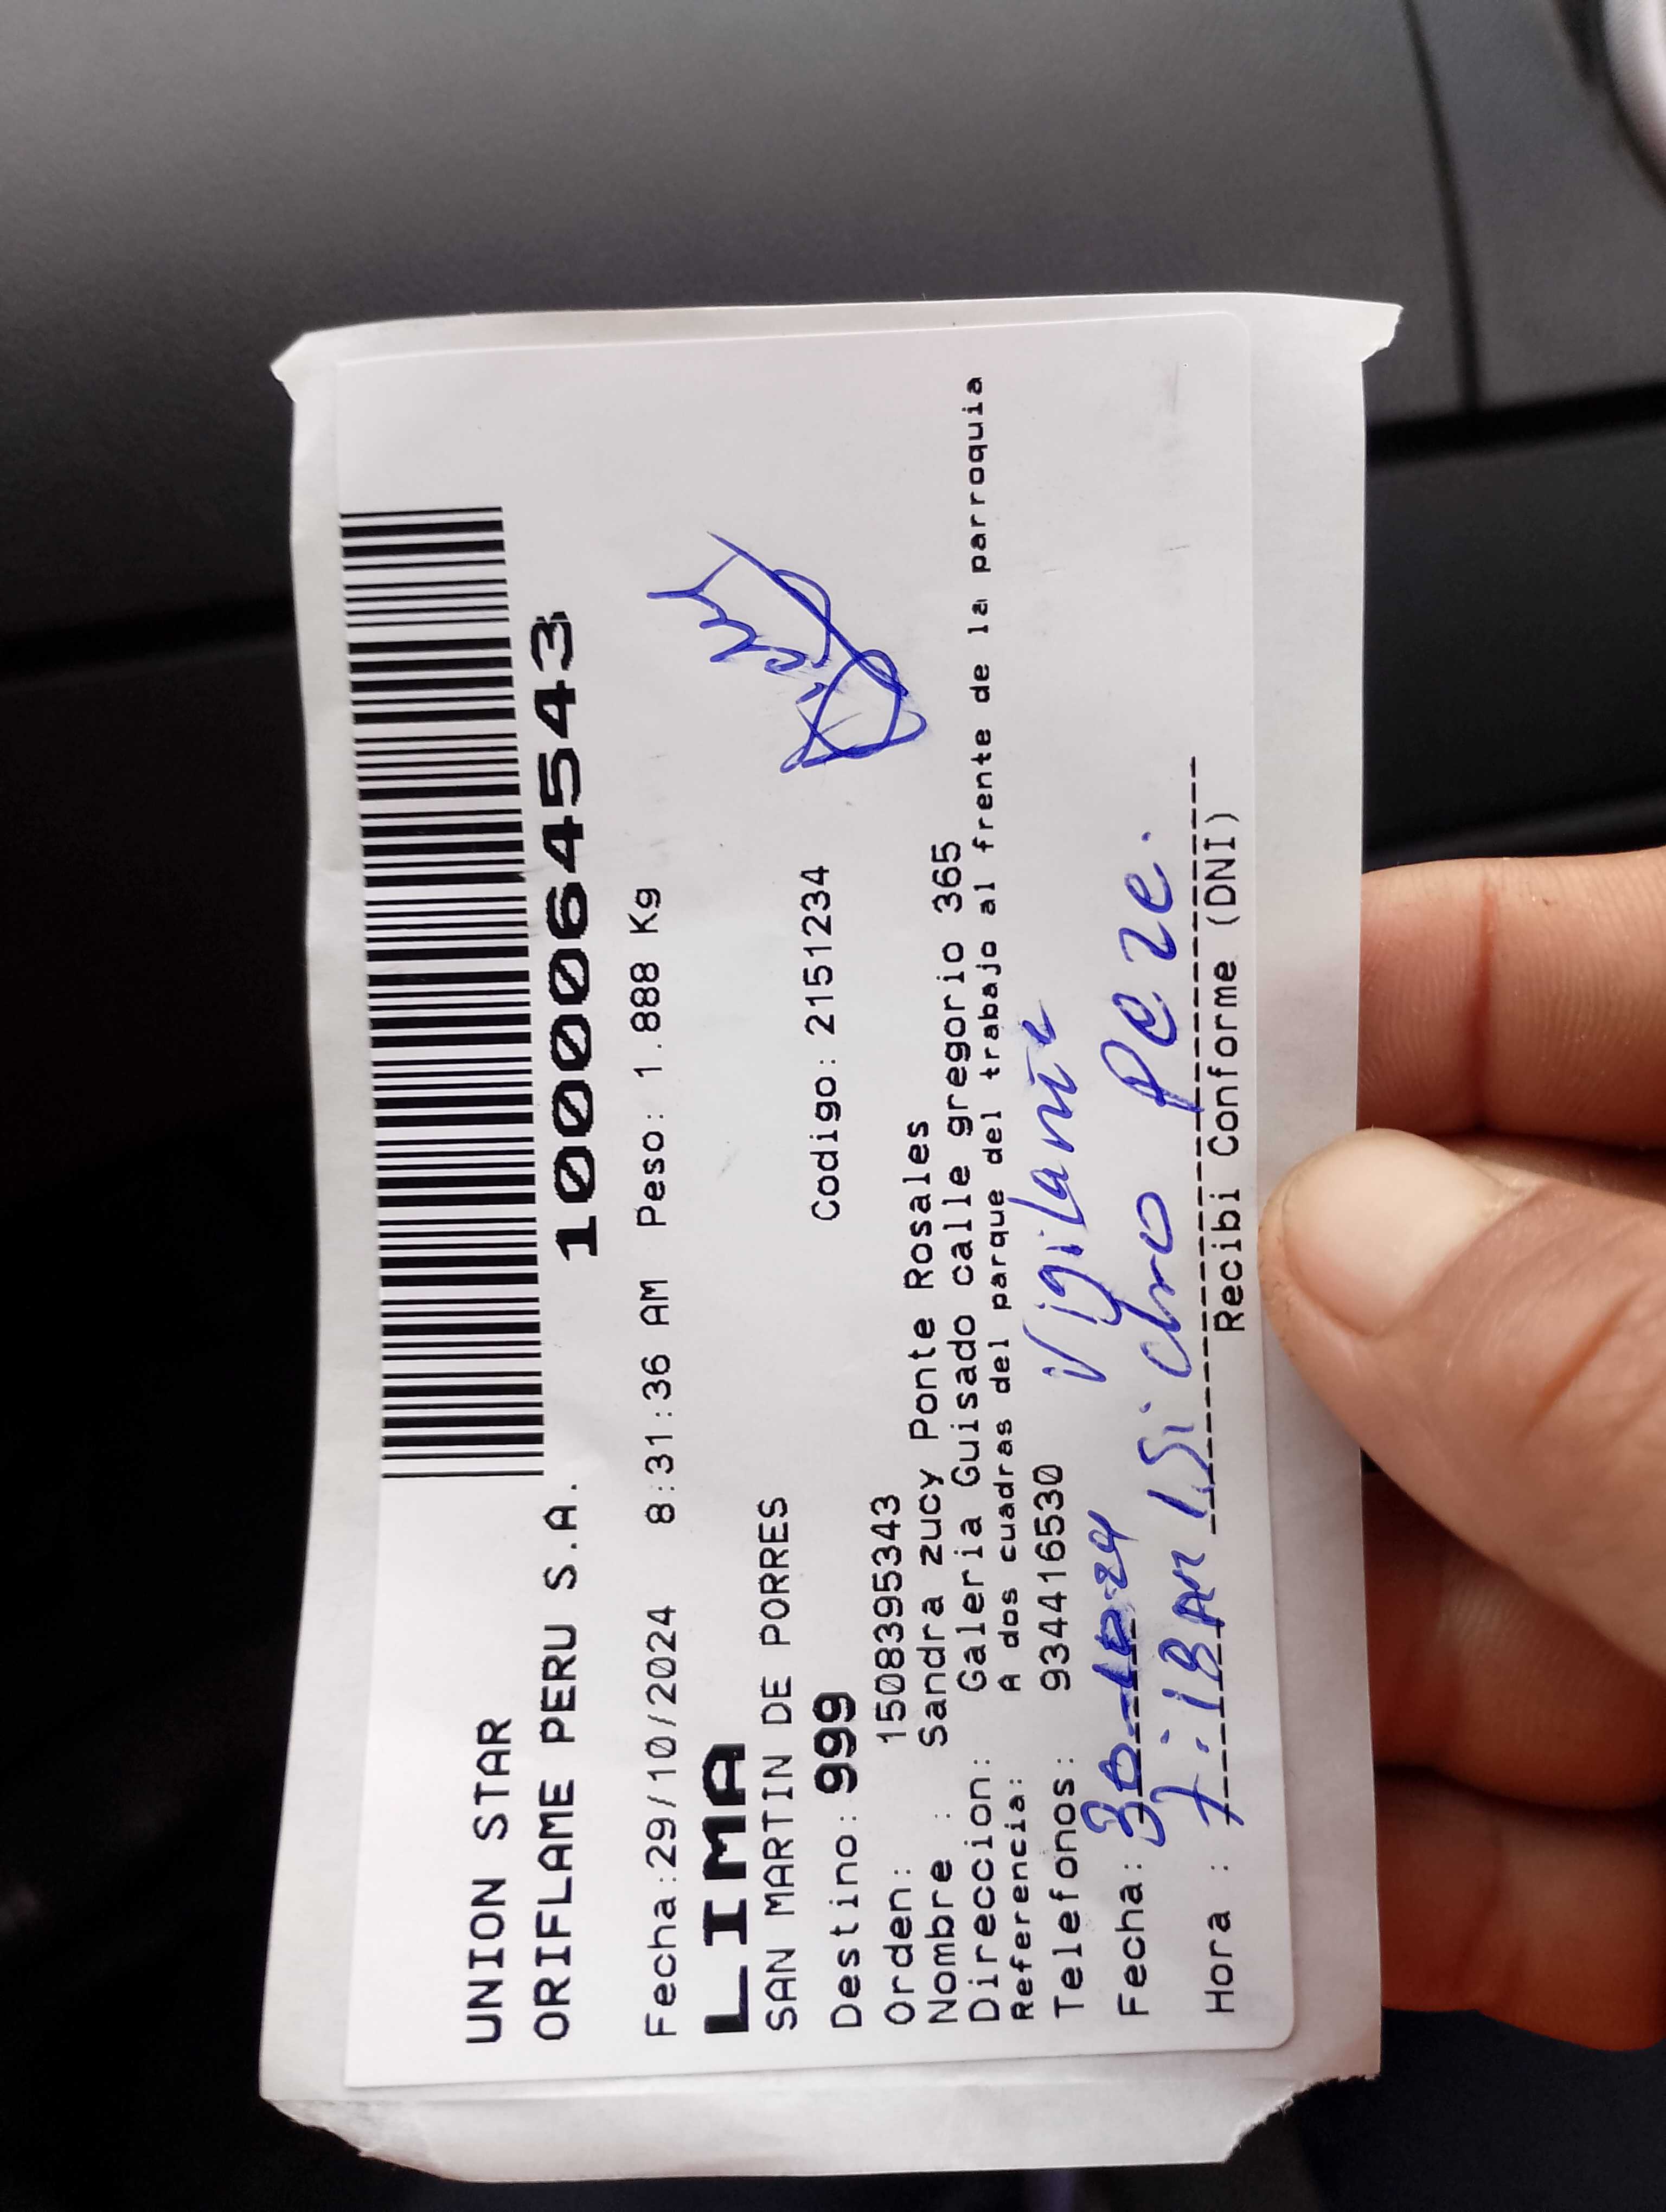 UNION STAR
ORIFLAME PERU S.A.
10006454543
Fecha:29/10/2024 8:31:36 AM Peso: 1.888 Kg
LIMA
SAN MARTIN DE PORRES
Destino: 999 Codigo: 2151234
Orden: 1508395343
Nombre : Sandra zucy Ponte Rosales
Direccion: Galeria Guisado calle gregorio 365
Referencia: A dos cuadras del parque del trabajo al frente de la parroquia
Telefonos: 934416530
Vigilante
Fecha: 30-10-24
Hora : 7:18 AM
Recibi Conforme (DNI)